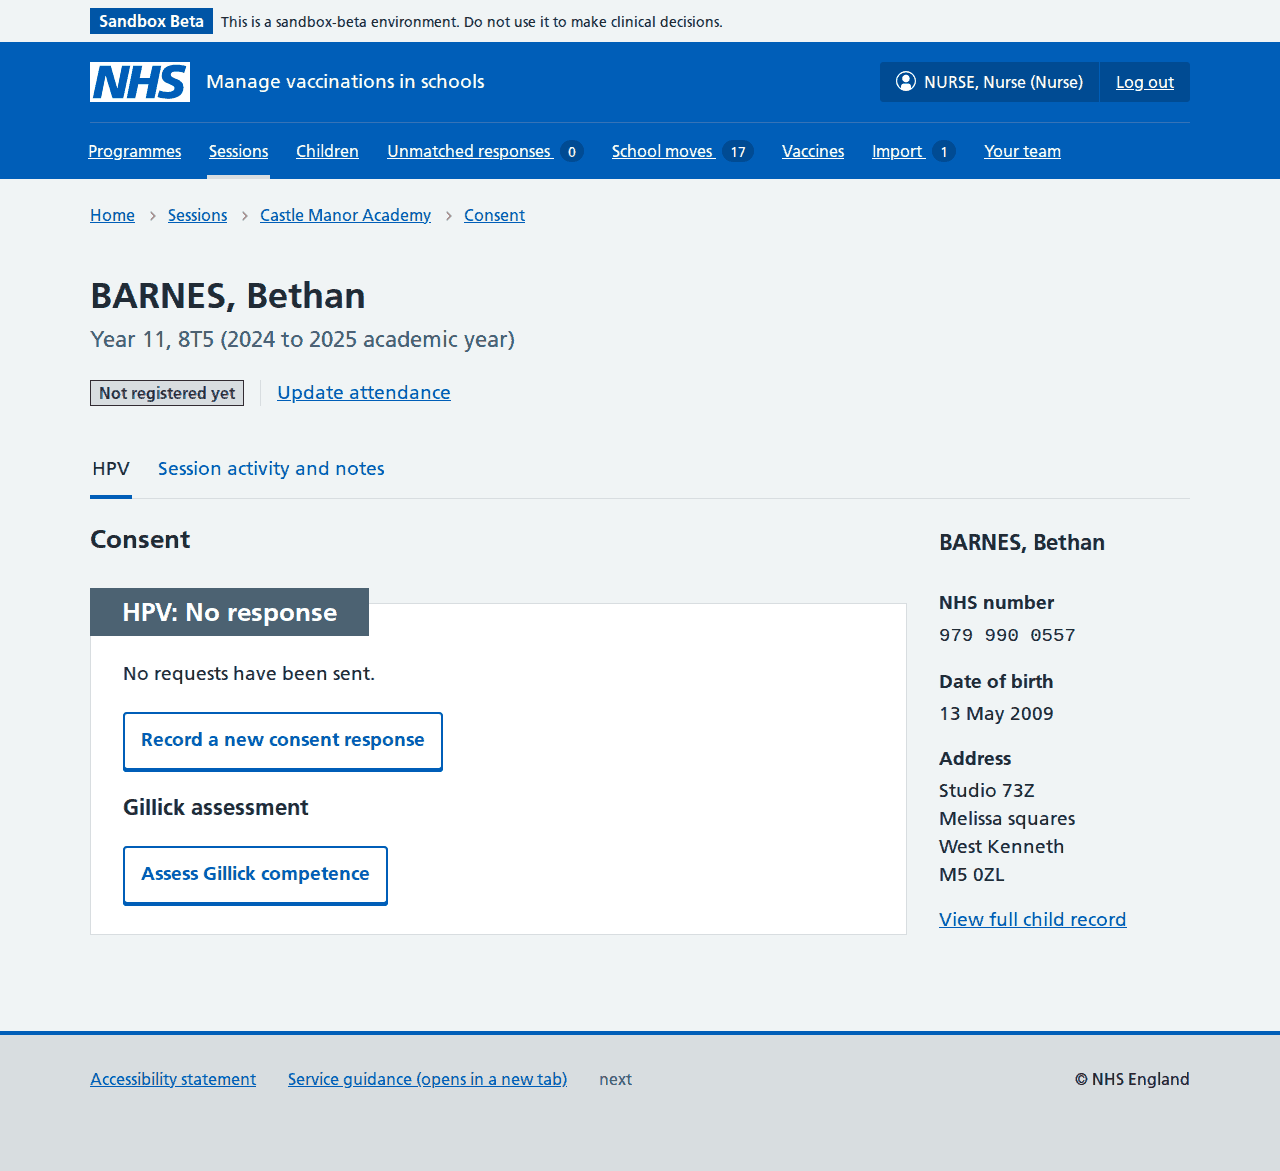 Sandbox Beta This is a sandbox-beta environment. Do not use it to make clinical decisions.
NHS Manage vaccinations in schools NURSE, Nurse (Nurse) Log out
Programmes Sessions Children Unmatched responses 0 School moves 17 Vaccines Import 1 Your team
Home Sessions Castle Manor Academy Consent
BARNES, Bethan
Year 11, 8T5 (2024 to 2025 academic year)
Not registered yet Update attendance
HPV Session activity and notes
Consent
HPV: No response
No requests have been sent.
Record a new consent response
Gillick assessment
Assess Gillick competence
BARNES, Bethan
NHS number
979 990 0557
Date of birth
13 May 2009
Address
Studio 73Z
Melissa squares
West Kenneth
M5 0ZL
View full child record
Accessibility statement Service guidance (opens in a new tab) next © NHS England